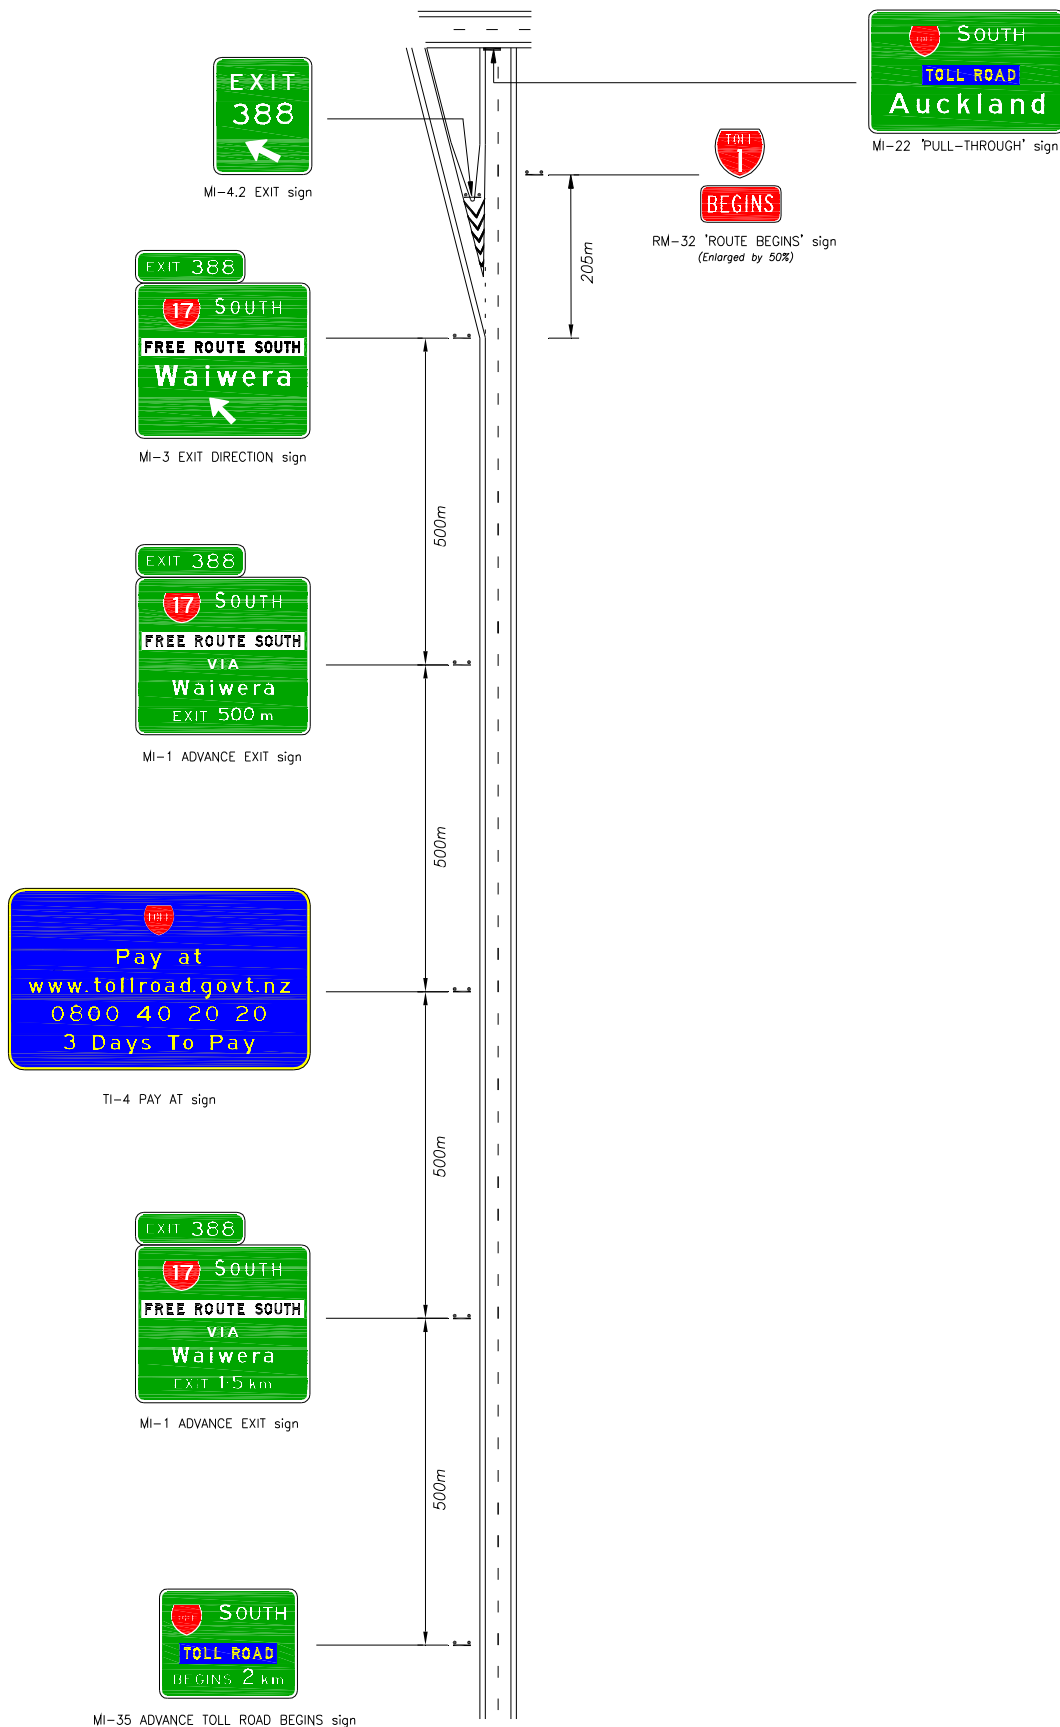 SOUTH
TOLL ROAD
Auckland
MI-22 'PULL-THROUGH' sign
EXIT
388
MI-4.2 EXIT sign
TOLL
1
BEGINS
RM-32 'ROUTE BEGINS' sign
(Enlarged by 50%)
205m
EXIT 388
17 SOUTH
FREE ROUTE SOUTH
Waiwera
MI-3 EXIT DIRECTION sign
500m
EXIT 388
17 SOUTH
FREE ROUTE SOUTH
VIA
Waiwera
EXIT 500 m
MI-1 ADVANCE EXIT sign
500m
TOLL
Pay at
www.tollroad.govt.nz
0800 40 20 20
3 Days To Pay
TI-4 PAY AT sign
500m
EXIT 388
17 SOUTH
FREE ROUTE SOUTH
VIA
Waiwera
EXIT 1·5 km
MI-1 ADVANCE EXIT sign
500m
SOUTH
TOLL ROAD
BEGINS 2 km
MI-35 ADVANCE TOLL ROAD BEGINS sign